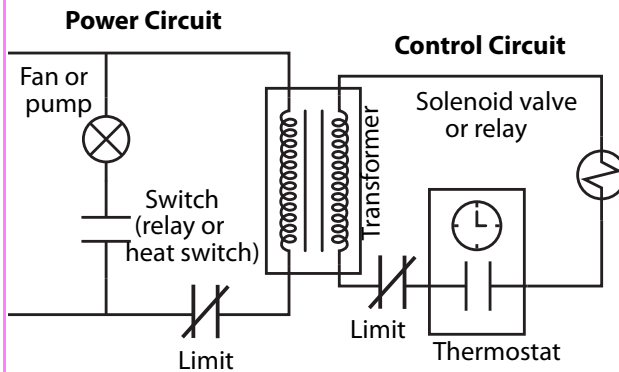 Power Circuit
Control Circuit
Fan or
pump
Solenoid valve
or relay
Transformer
Switch
(relay or
heat switch)
Limit
Limit
Thermostat